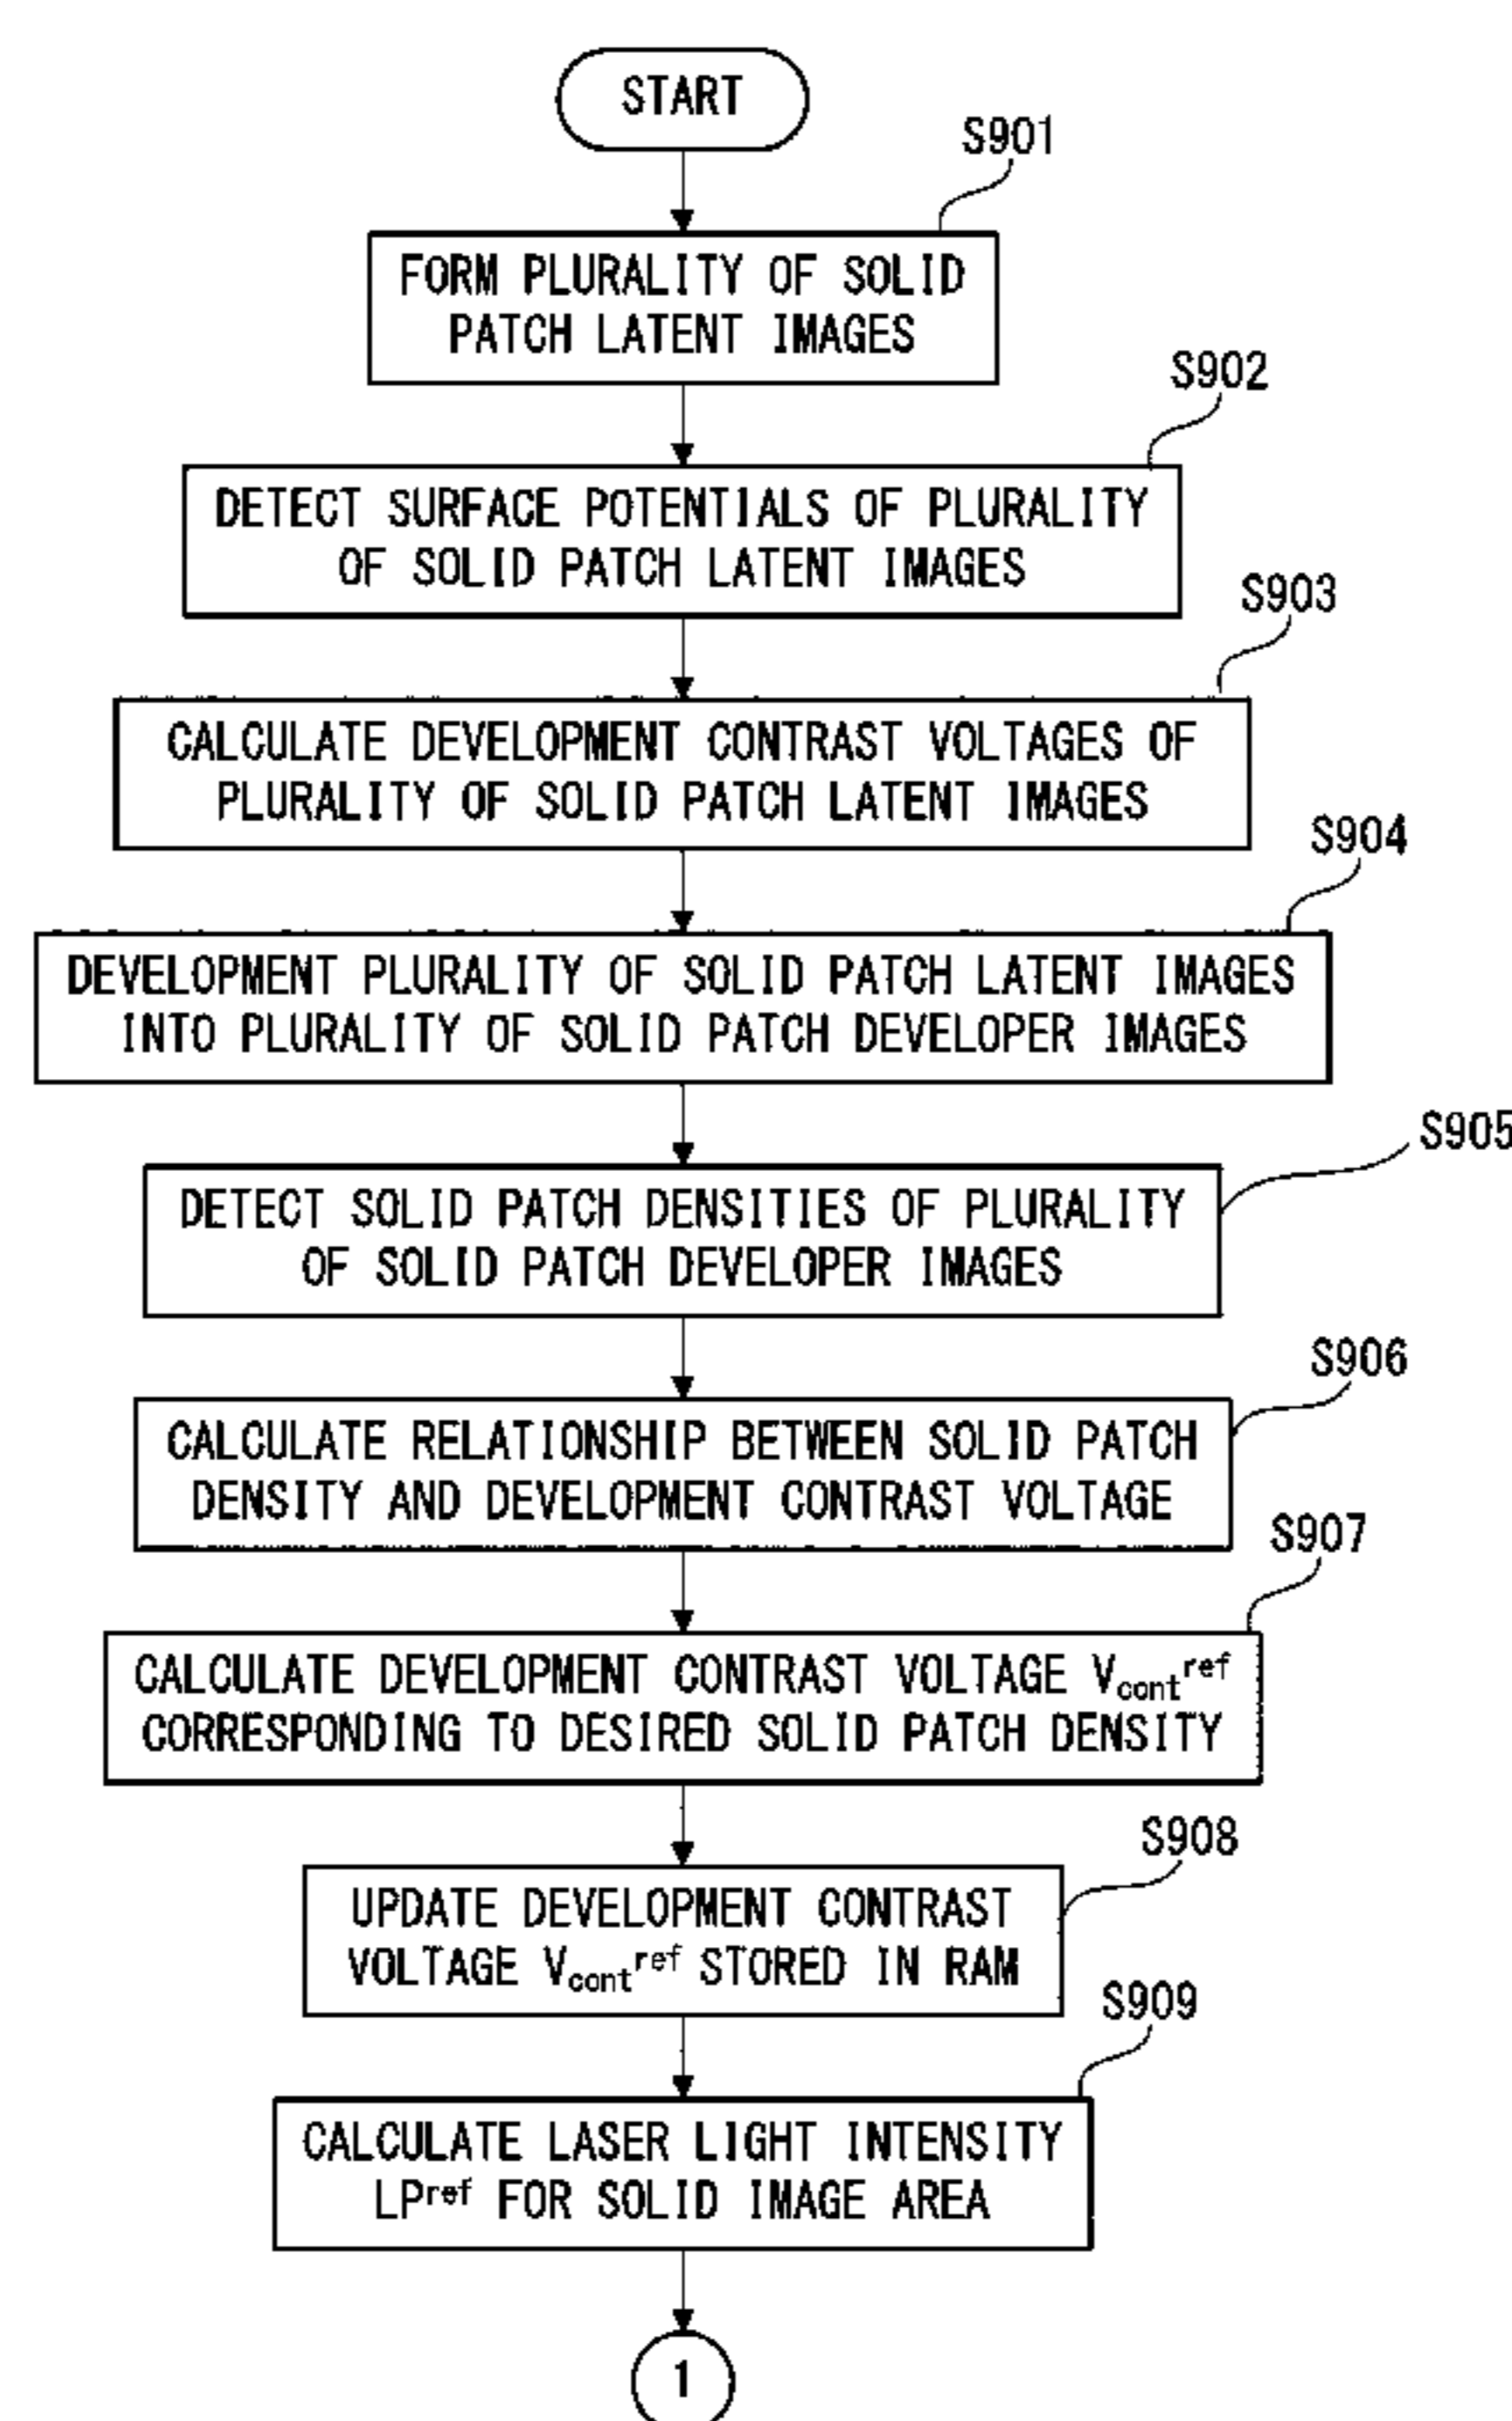 START
S901
FORM PLURALITY OF SOLID
PATCH LATENT IMAGES
S902
DETECT SURFACE POTENTIALS OF PLURALITY
OF SOLID PATCH LATENT IMAGES
S903
CALCULATE DEVELOPMENT CONTRAST VOLTAGES OF
PLURALITY OF SOLID PATCH LATENT IMAGES
S904
DEVELOPMENT PLURALITY OF SOLID PATCH LATENT IMAGES
INTO PLURALITY OF SOLID PATCH DEVELOPER IMAGES
S905
DETECT SOLID PATCH DENSITIES OF PLURALITY
OF SOLID PATCH DEVELOPER IMAGES
S906
CALCULATE RELATIONSHIP BETWEEN SOLID PATCH
DENSITY AND DEVELOPMENT CONTRAST VOLTAGE
S907
CALCULATE DEVELOPMENT CONTRAST VOLTAGE Vcont ref
CORRESPONDING TO DESIRED SOLID PATCH DENSITY
S908
UPDATE DEVELOPMENT CONTRAST
VOLTAGE Vcont ref STORED IN RAM
S909
CALCULATE LASER LIGHT INTENSITY
LPref FOR SOLID IMAGE AREA
1